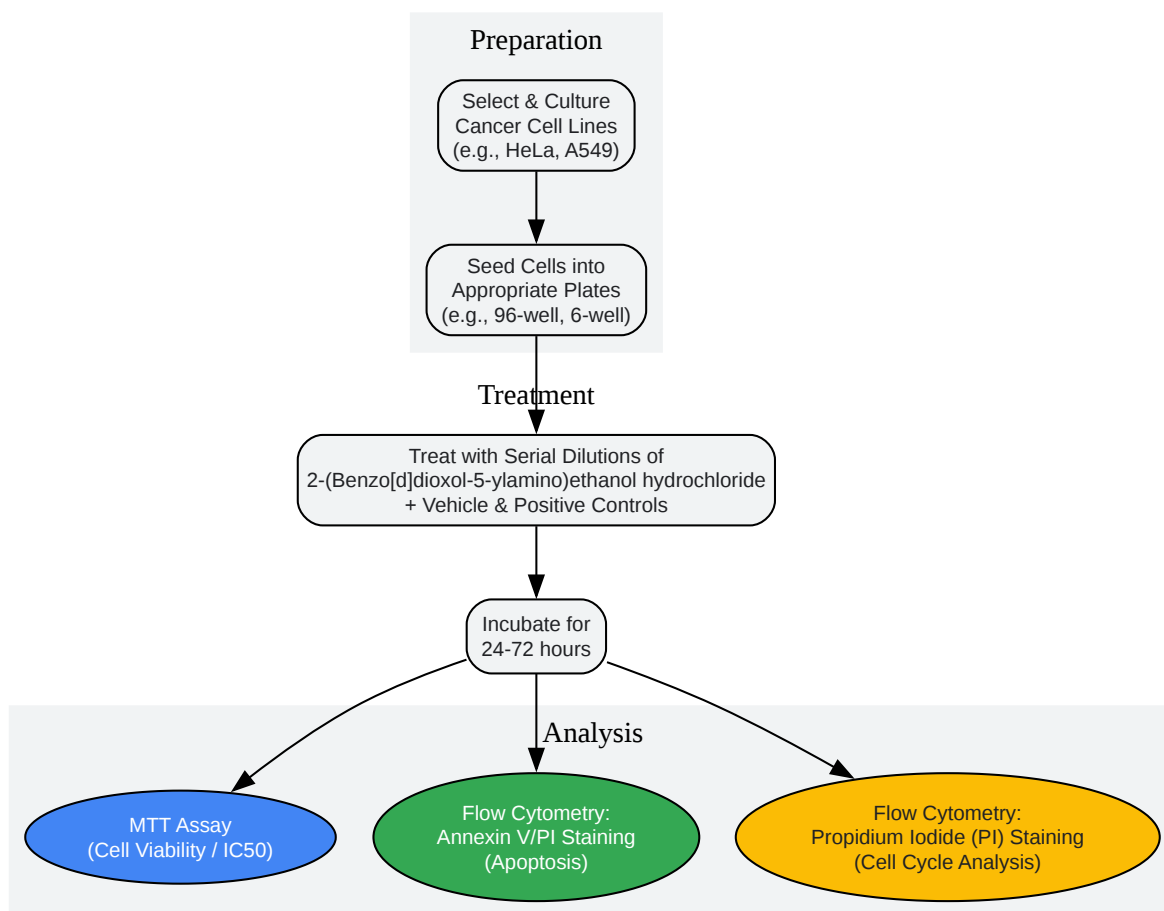 Preparation
Select & Culture
Cancer Cell Lines
(e.g., HeLa, A549)
Seed Cells into
Appropriate Plates
(e.g., 96-well, 6-well)
Treatment
Treat with Serial Dilutions of
2-(Benzo[d]dioxol-5-ylamino)ethanol hydrochloride
+ Vehicle & Positive Controls
Incubate for
24-72 hours
Analysis
MTT Assay
(Cell Viability / IC50)
Flow Cytometry:
Annexin V/PI Staining
(Apoptosis)
Flow Cytometry:
Propidium Iodide (PI) Staining
(Cell Cycle Analysis)